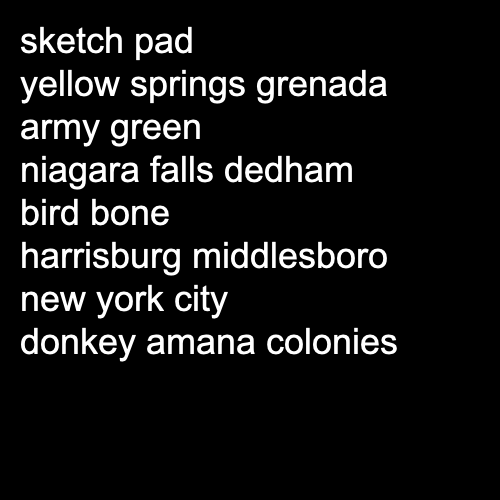 sketch pad
yellow springs grenada
army green
niagara falls dedham
bird bone
harrisburg middlesboro
new york city
donkey amana colonies